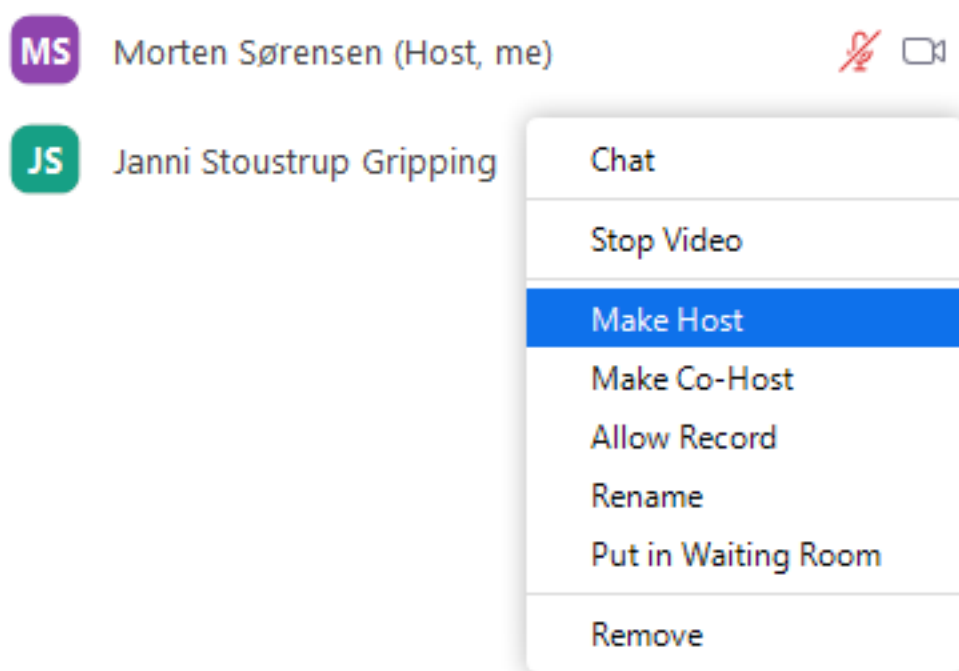 MS Morten Sørensen (Host, me)
JS Janni Stoustrup Gripping
Chat
Stop Video
Make Host
Make Co-Host
Allow Record
Rename
Put in Waiting Room
Remove